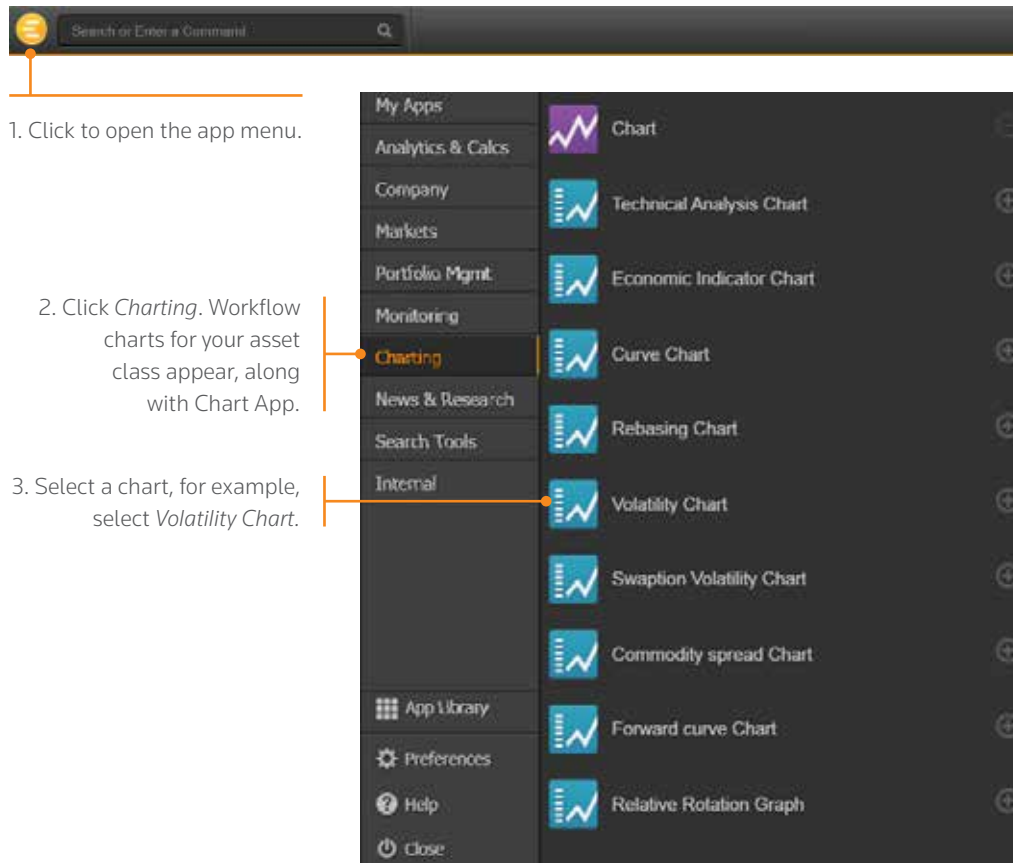 Search or Enter a Command
1. Click to open the app menu.
2. Click Charting. Workflow
charts for your asset
class appear, along
with Chart App.
3. Select a chart, for example,
select Volatility Chart.
My Apps
Analytics & Calcs
Company
Markets
Portfolio Mgmt.
Monitoring
Charting
News & Research
Search Tools
Internal
App Library
Preferences
Help
Close
Chart
Technical Analysis Chart
Economic Indicator Chart
Curve Chart
Rebasing Chart
Volatility Chart
Swaption Volatility Chart
Commodity spread Chart
Forward curve Chart
Relative Rotation Graph